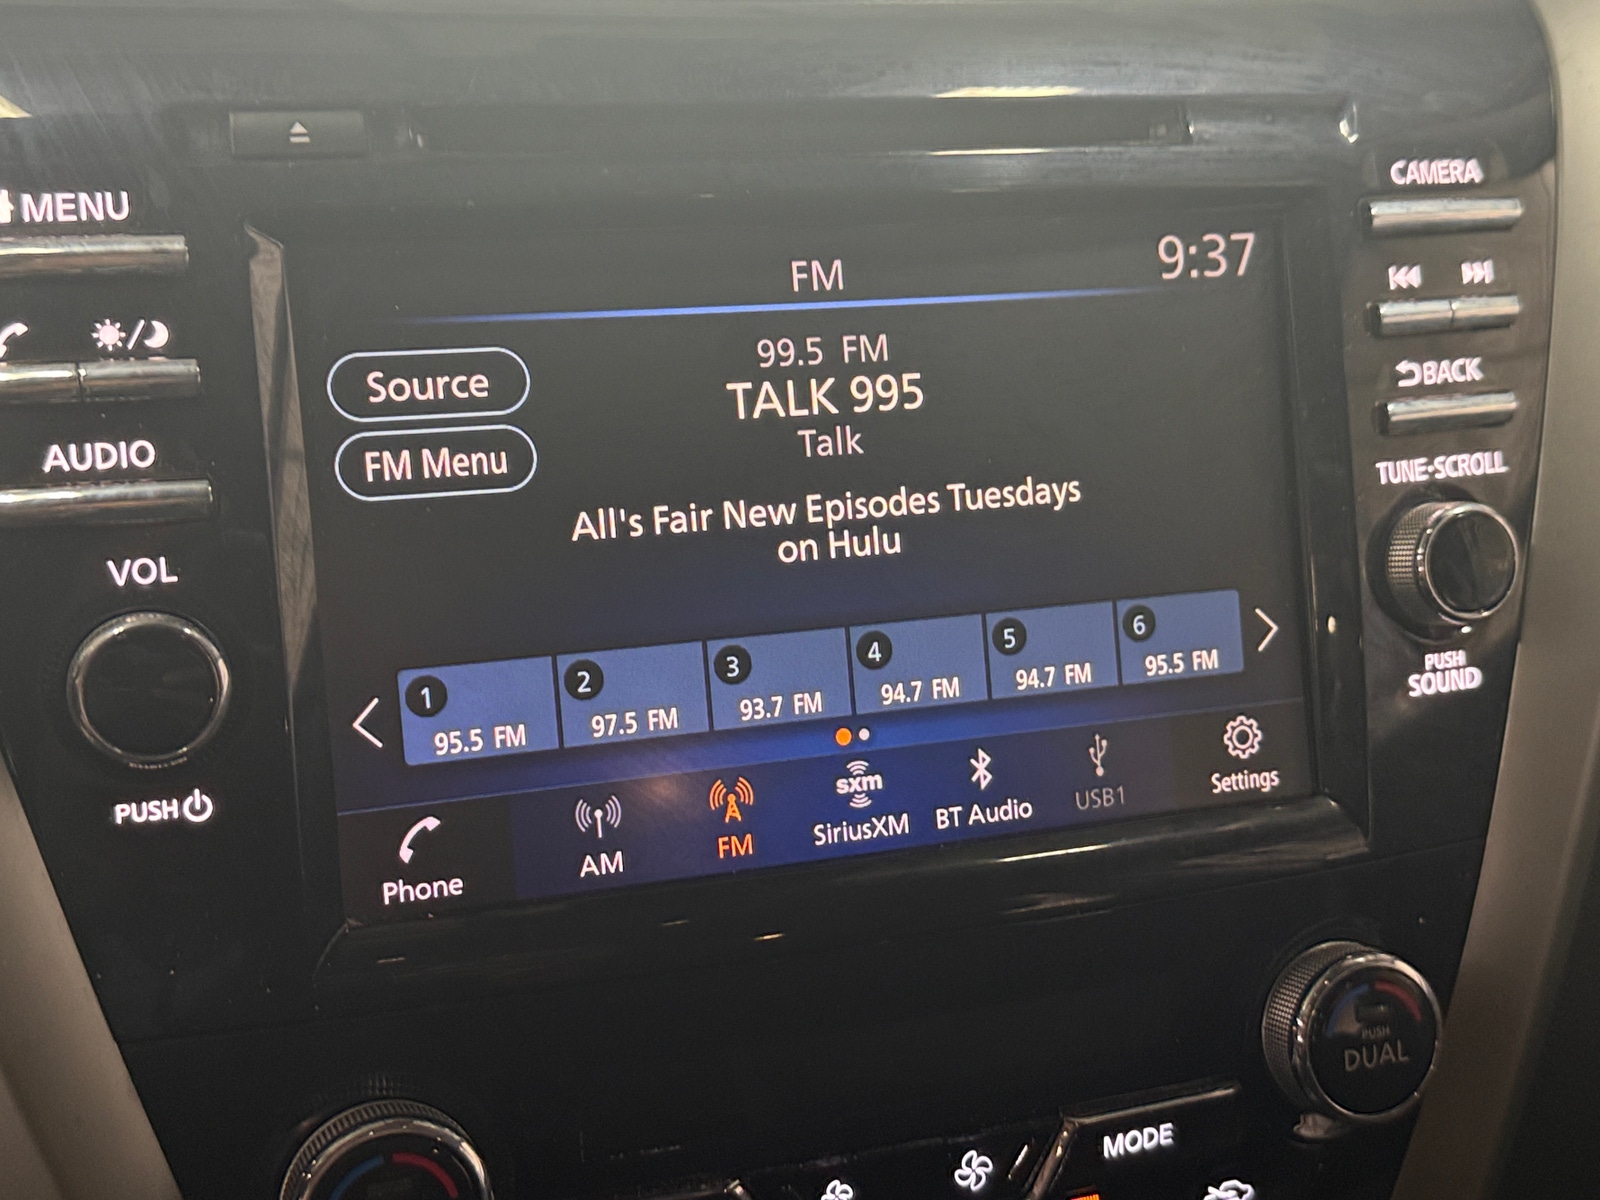 CAMERA
MENU
9:37
FM
99.5 FM
TALK 995
Talk
Source
FM Menu
BACK
AUDIO
TUNE•SCROLL
All's Fair New Episodes Tuesdays
on Hulu
VOL
1
95.5 FM
2
97.5 FM
3
93.7 FM
4
94.7 FM
5
94.7 FM
6
95.5 FM
PUSH
SOUND
PUSH
Phone
AM
FM
sxm
SiriusXM
BT Audio
USB1
Settings
PUSH
DUAL
MODE